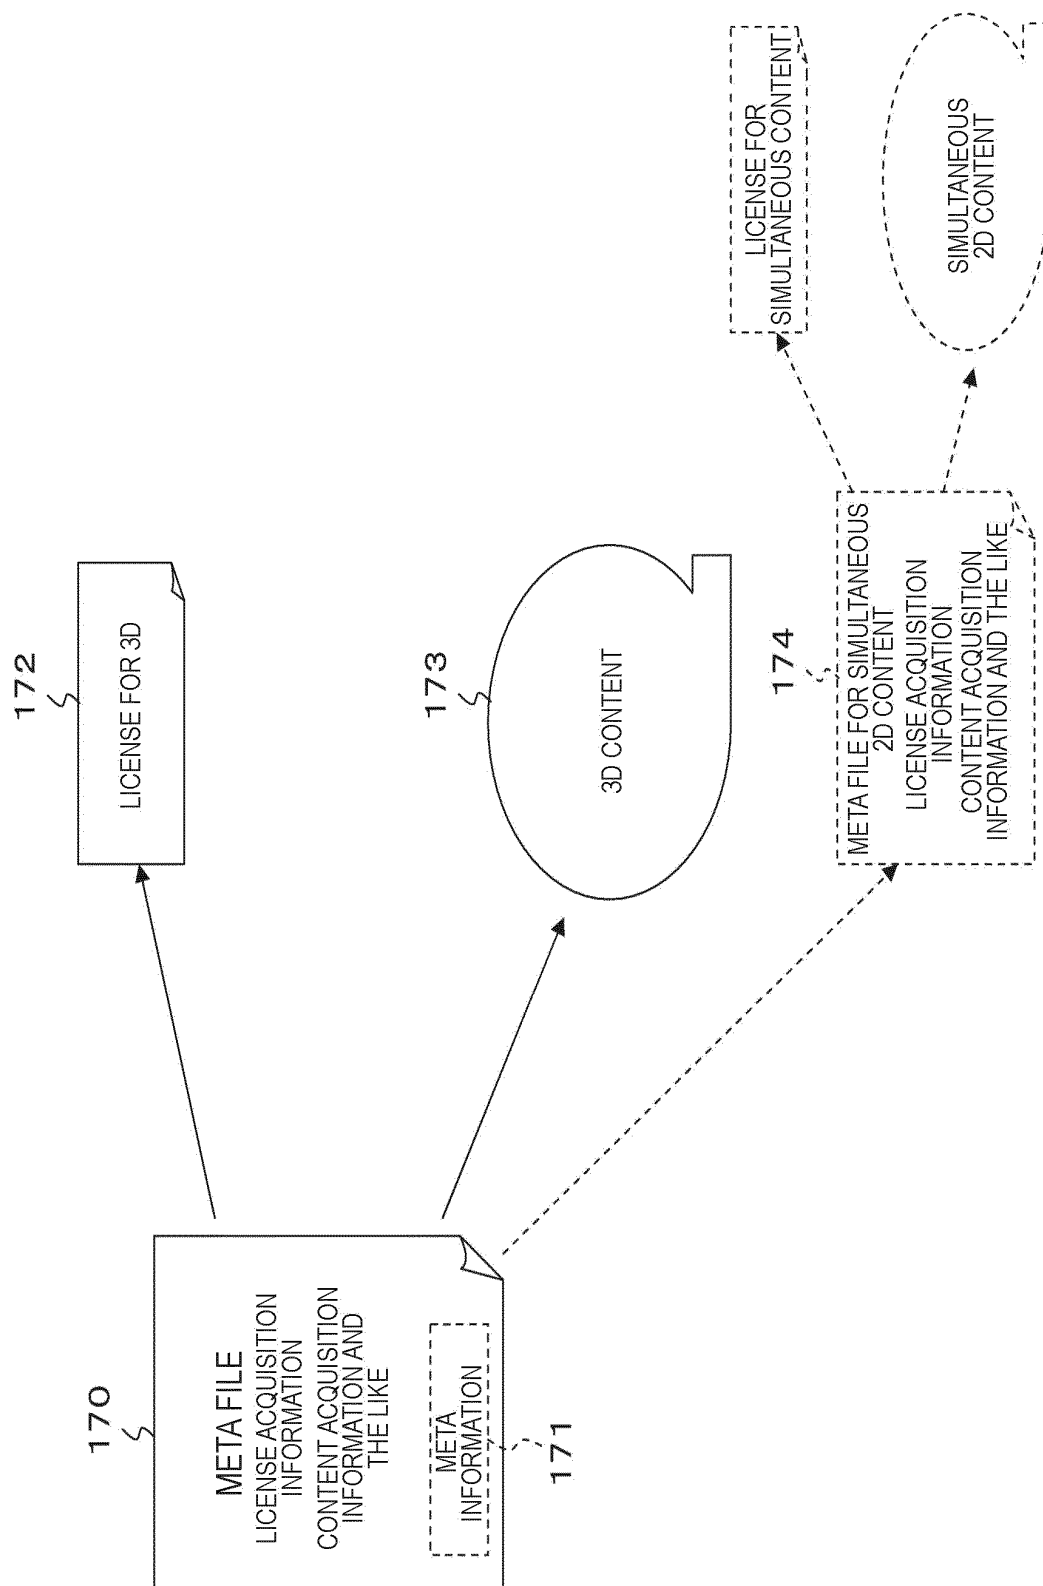 170
META FILE
LICENSE ACQUISITION
INFORMATION
CONTENT ACQUISITION
INFORMATION AND
THE LIKE
META
INFORMATION
171
172
LICENSE FOR 3D
173
3D CONTENT
174
META FILE FOR SIMULTANEOUS
2D CONTENT
LICENSE ACQUISITION
INFORMATION
CONTENT ACQUISITION
INFORMATION AND THE LIKE
LICENSE FOR
SIMULTANEOUS CONTENT
SIMULTANEOUS
2D CONTENT